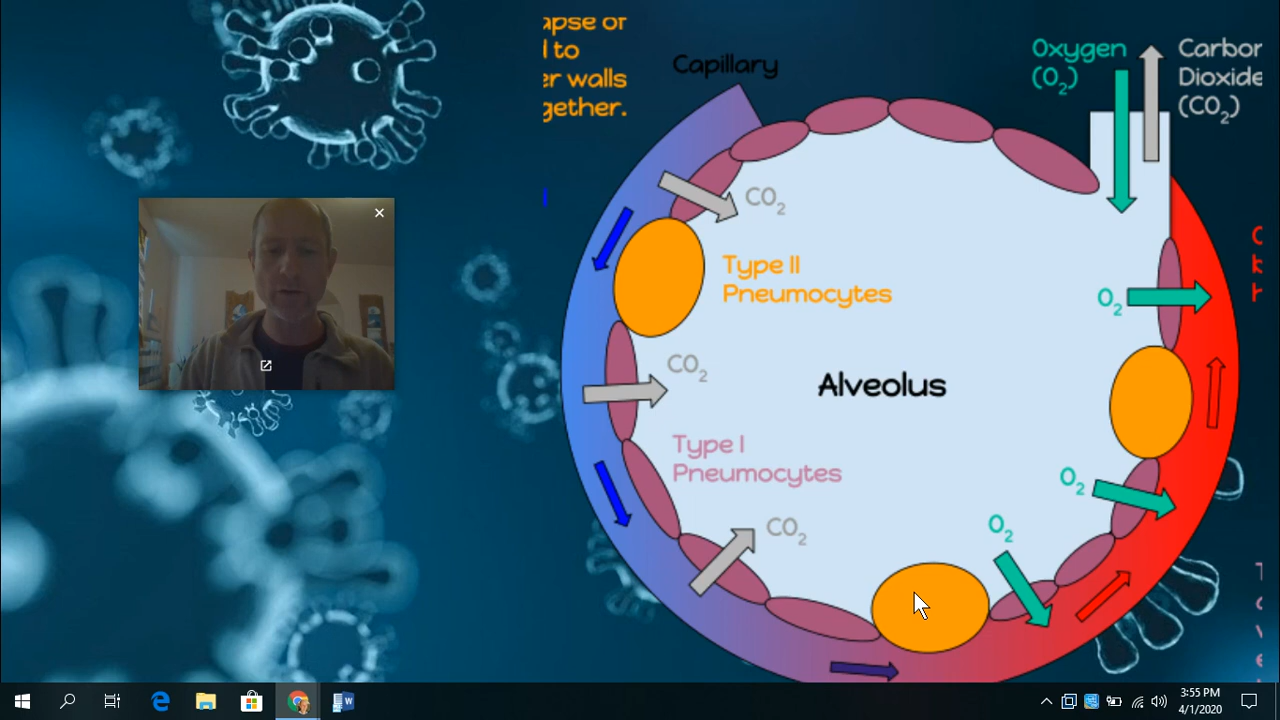 apse of
to
er walls
gether.
Capillary
Oxygen
(O₂)
Carbon
Dioxide
(CO₂)
CO₂
Type II
Pneumocytes
O₂
CO₂
Alveolus
Type I
Pneumocytes
O₂
CO₂
O₂
3:55 PM
4/1/2020